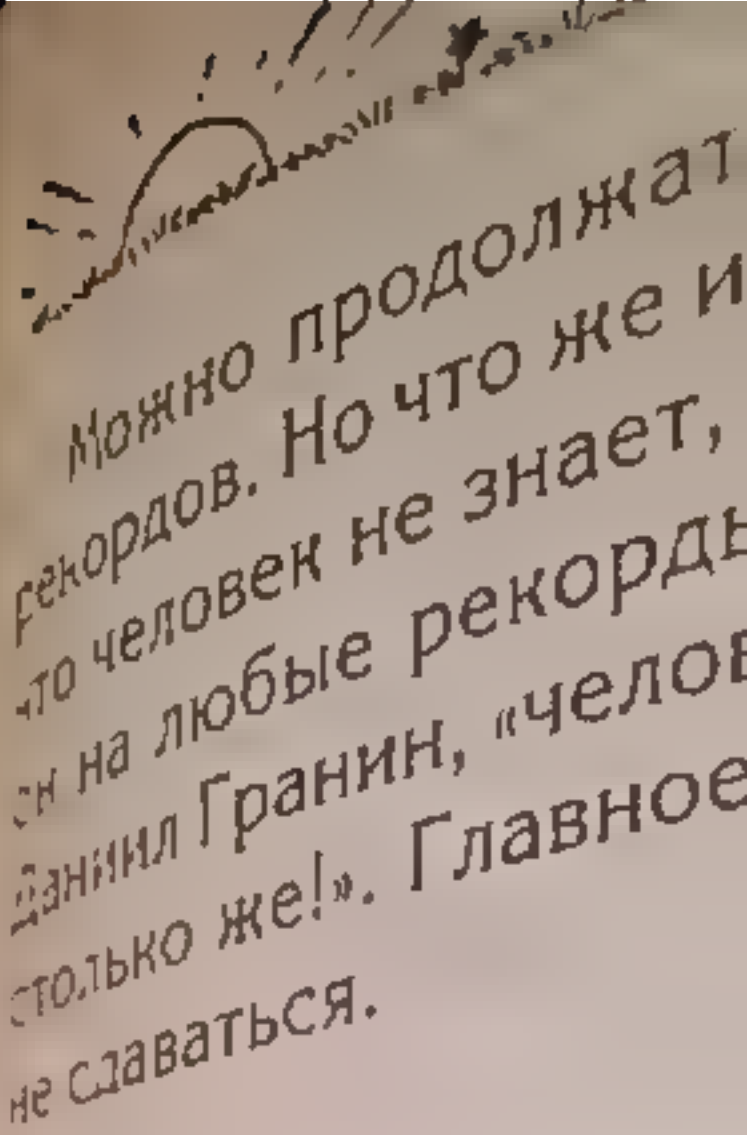 Можно продолжат
рекордов. Но что же и
что человек не знает,
он на любые рекорды
Даниил Гранин, «челов
столько же!». Главное
не сдаваться.